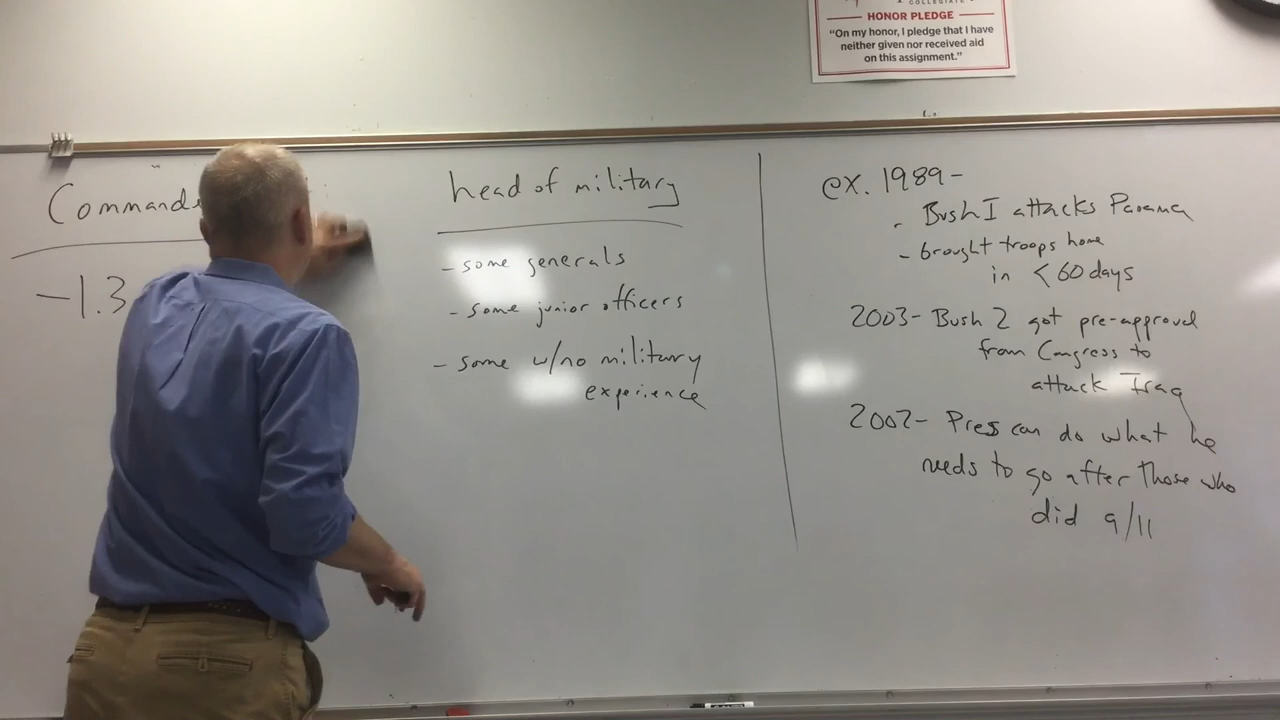 COLLEGIATE
HONOR PLEDGE
“On my honor, I pledge that I have
neither given nor received aid
on this assignment.”
Commande
-1.3
head of military
- some generals
- some junior officers
- some w/no military
experience
ex. 1989-
- Bush I attacks Panama
- brought troops home
in < 60 days
2003- Bush 2 got pre-approval
from Congress to
attack Iraq
2002- Pres can do what he
needs to go after those who
did 9/11